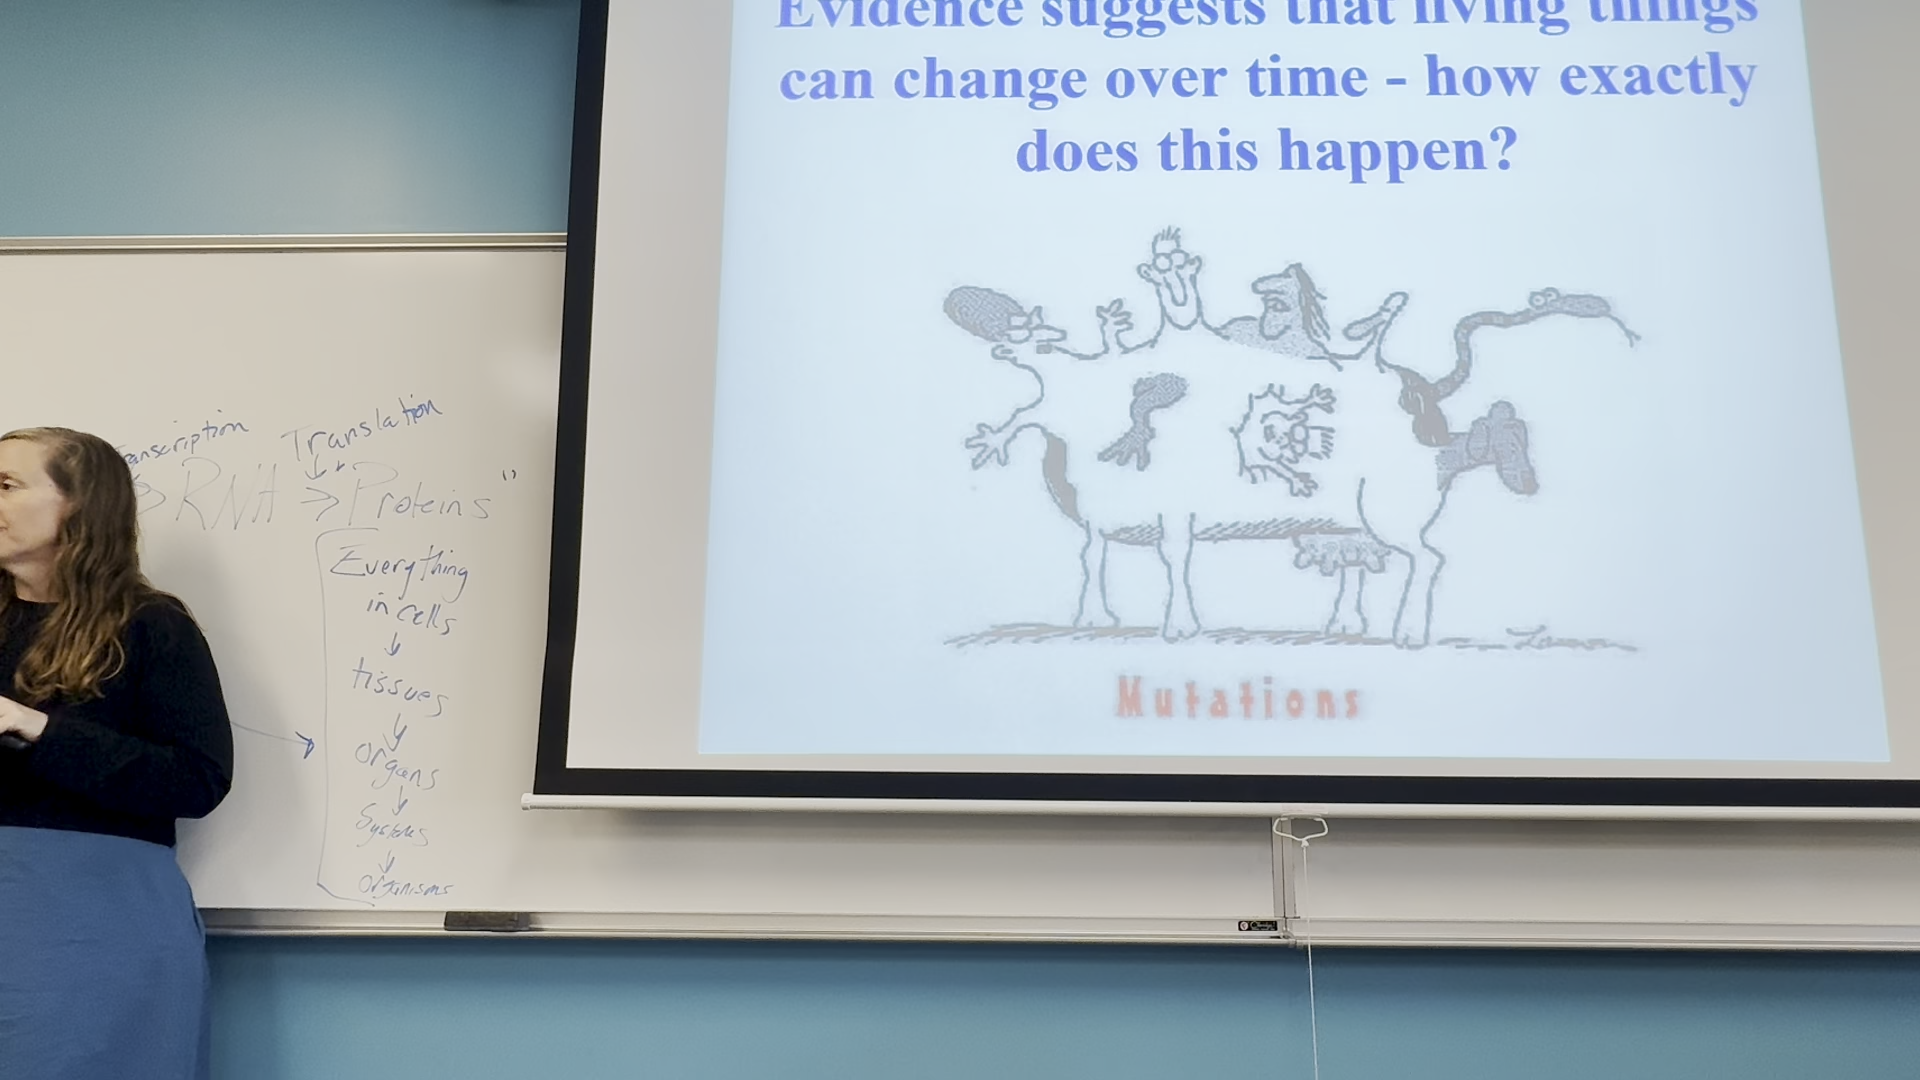 Evidence suggests that living things
can change over time - how exactly
does this happen?
Mutations
Transcription
Translation
RNA → Proteins"
Everything
in cells
↓
tissues
↓
organs
↓
Systems
↓
organisms